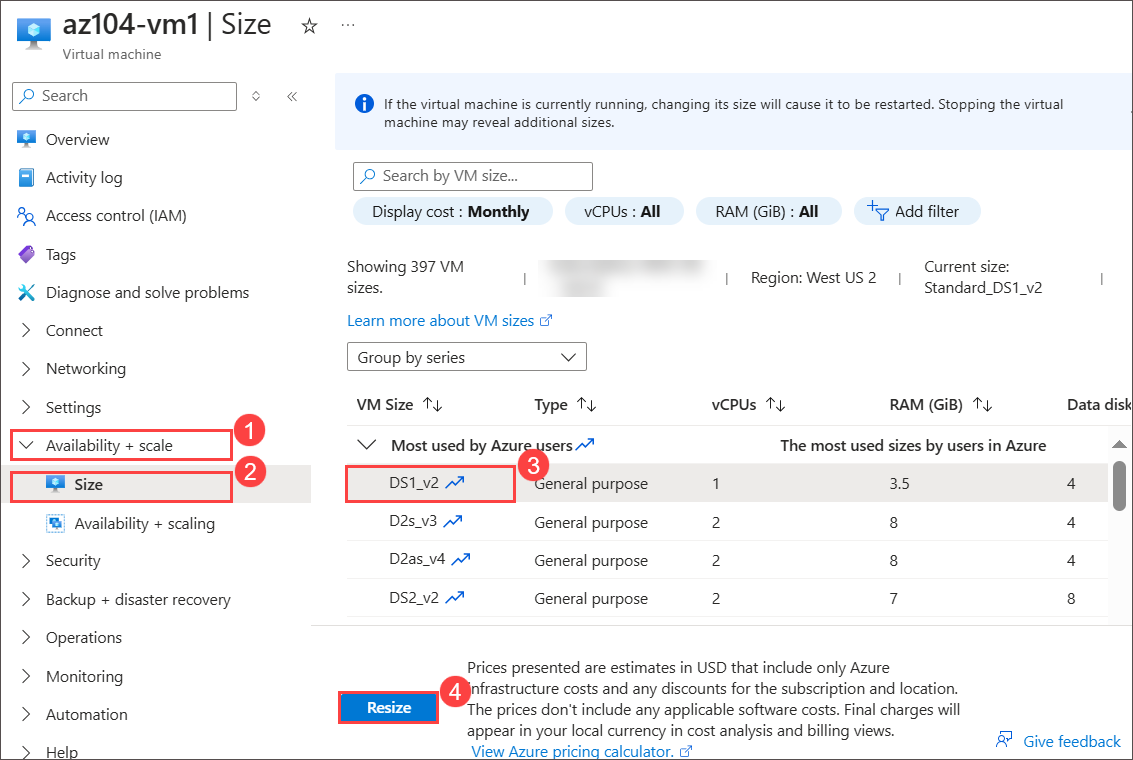 az104-vm1 | Size
Virtual machine
Search
Overview
Activity log
Access control (IAM)
Tags
Diagnose and solve problems
Connect
Networking
Settings
Availability + scale
1
Size
2
Availability + scaling
Security
Backup + disaster recovery
Operations
Monitoring
Automation
Help
If the virtual machine is currently running, changing its size will cause it to be restarted. Stopping the virtual
machine may reveal additional sizes.
Search by VM size...
Display cost : Monthly
vCPUs : All
RAM (GiB) : All
Add filter
Showing 397 VM
sizes.
Region: West US 2
Current size:
Standard_DS1_v2
Learn more about VM sizes
Group by series
VM Size Type vCPUs RAM (GiB) Data disk
Most used by Azure users The most used sizes by users in Azure
3
DS1_v2 General purpose 1 3.5 4
D2s_v3 General purpose 2 8 4
D2as_v4 General purpose 2 8 4
DS2_v2 General purpose 2 7 8
Resize
4
Prices presented are estimates in USD that include only Azure
infrastructure costs and any discounts for the subscription and location.
The prices don't include any applicable software costs. Final charges will
appear in your local currency in cost analysis and billing views.
View Azure pricing calculator.
Give feedback